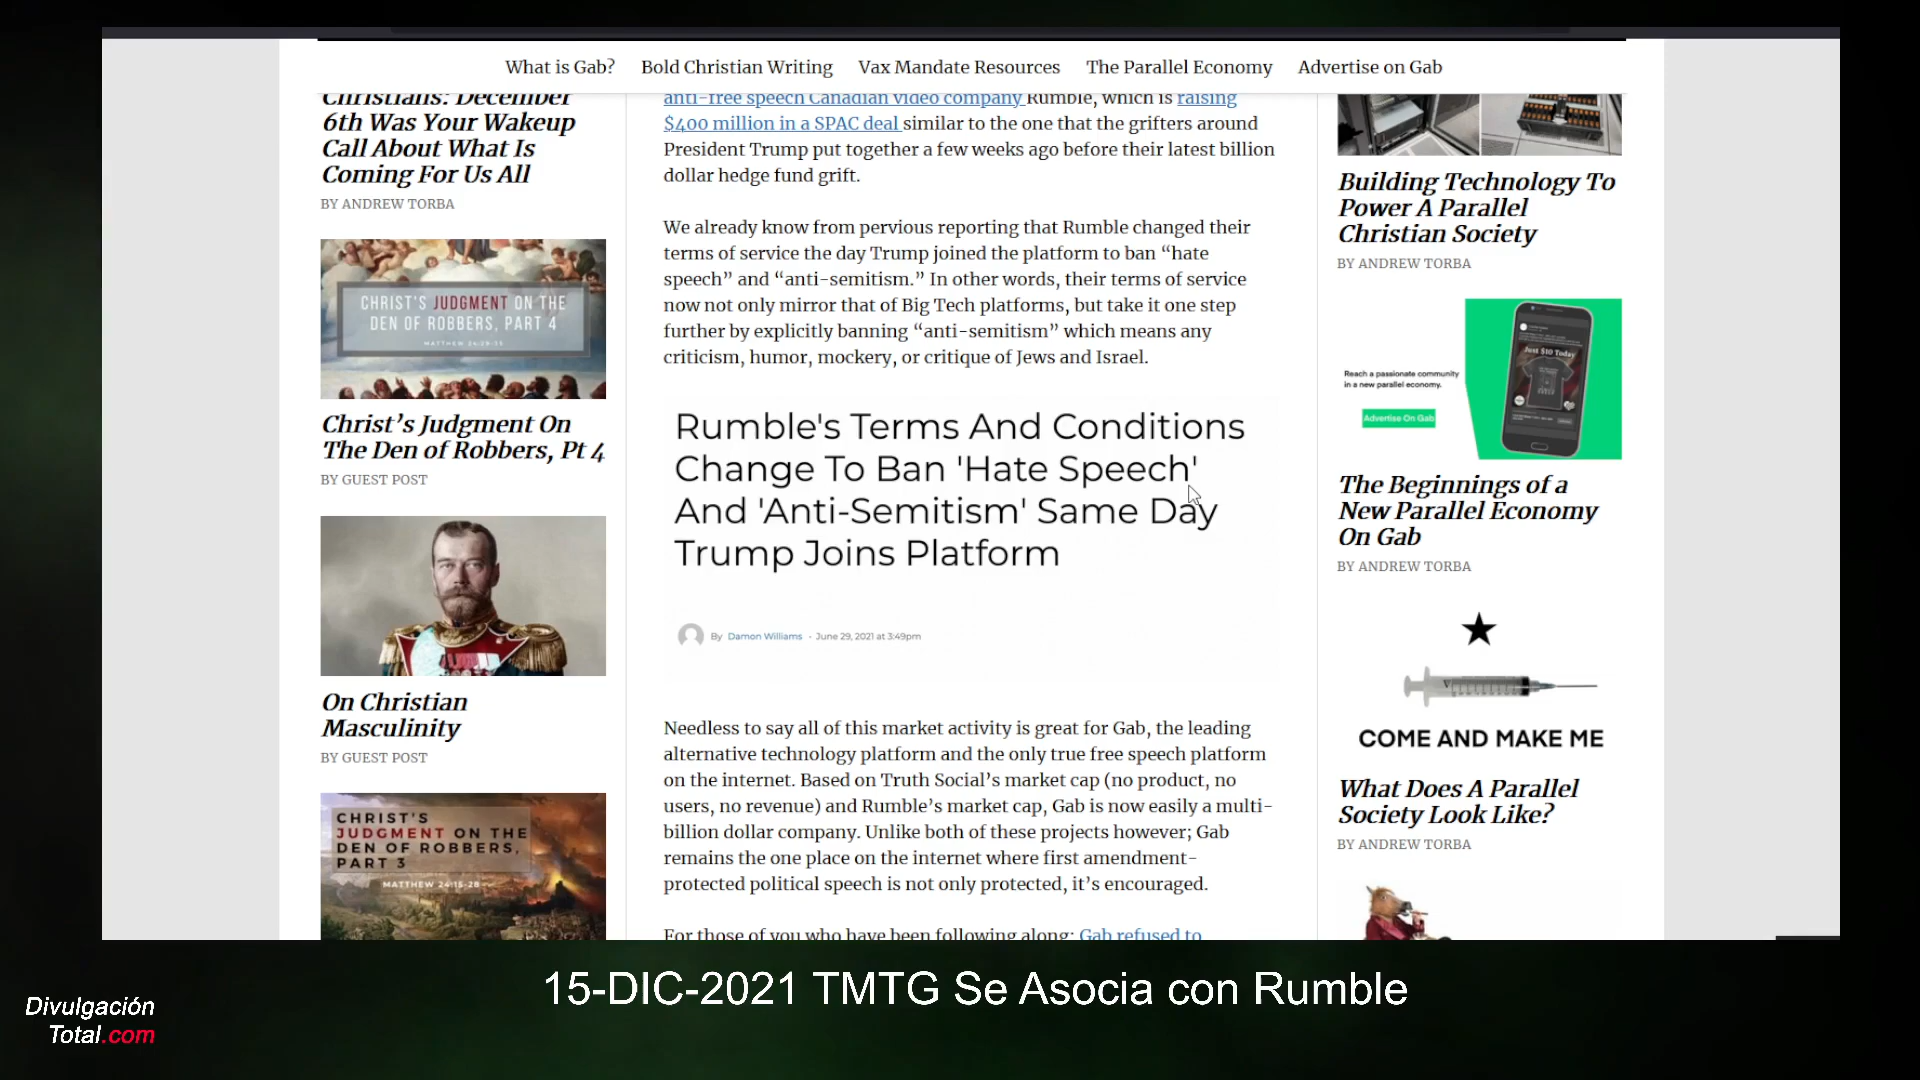 What is Gab? Bold Christian Writing Vax Mandate Resources The Parallel Economy Advertise on Gab
Christians: December
6th Was Your Wakeup
Call About What Is
Coming For Us All
BY ANDREW TORBA
CHRIST'S JUDGMENT ON THE
DEN OF ROBBERS, PART 4
Christ's Judgment On
The Den of Robbers, Pt 4
BY GUEST POST
On Christian
Masculinity
BY GUEST POST
CHRIST'S
JUDGMENT ON THE
DEN OF ROBBERS,
PART 3
MATTHEW 24:15-28
anti-free speech Canadian video company Rumble, which is raising
$400 million in a SPAC deal similar to the one that the grifters around
President Trump put together a few weeks ago before their latest billion
dollar hedge fund grift.
We already know from pervious reporting that Rumble changed their
terms of service the day Trump joined the platform to ban “hate
speech” and “anti-semitism.” In other words, their terms of service
now not only mirror that of Big Tech platforms, but take it one step
further by explicitly banning “anti-semitism” which means any
criticism, humor, mockery, or critique of Jews and Israel.
Rumble's Terms And Conditions
Change To Ban 'Hate Speech'
And 'Anti-Semitism' Same Day
Trump Joins Platform
By Damon Williams - June 29, 2021 at 3:49pm
Needless to say all of this market activity is great for Gab, the leading
alternative technology platform and the only true free speech platform
on the internet. Based on Truth Social’s market cap (no product, no
users, no revenue) and Rumble’s market cap, Gab is now easily a multi-
billion dollar company. Unlike both of these projects however; Gab
remains the one place on the internet where first amendment-
protected political speech is not only protected, it’s encouraged.
For those of you who have been following along: Gab refused to
Building Technology To
Power A Parallel
Christian Society
BY ANDREW TORBA
Reach a passionate community
in a new parallel economy.
Advertise On Gab
Just $10 Today
The Beginnings of a
New Parallel Economy
On Gab
BY ANDREW TORBA
COME AND MAKE ME
What Does A Parallel
Society Look Like?
BY ANDREW TORBA
15-DIC-2021 TMTG Se Asocia con Rumble
Divulgación
Total.com